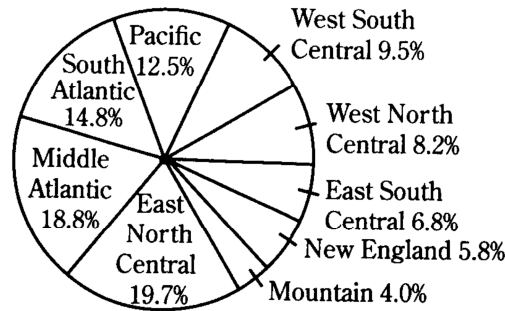 Pacific
12.5%
West South
Central 9.5%
South
Atlantic
14.8%
West North
Central 8.2%
Middle
Atlantic
18.8%
East South
Central 6.8%
East
North
Central
19.7%
New England 5.8%
Mountain 4.0%